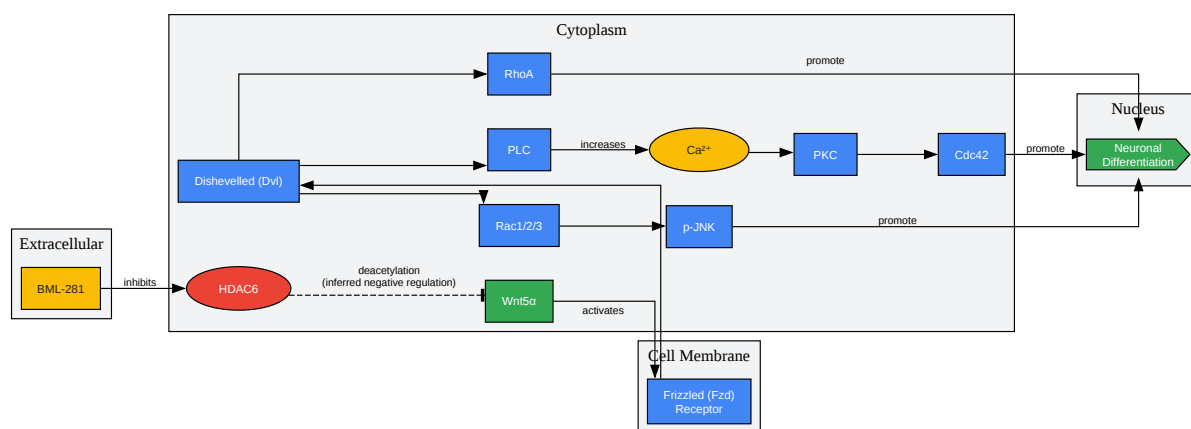 Cytoplasm
RhoA
promote
Nucleus
PLC
increases
Ca²⁺
PKC
Cdc42
promote
Neuronal
Differentiation
Dishevelled (Dvl)
Rac1/2/3
p-JNK
promote
Extracellular
BML-281
inhibits
HDAC6
deacetylation
(inferred negative regulation)
Wnt5α
activates
Cell Membrane
Frizzled (Fzd)
Receptor